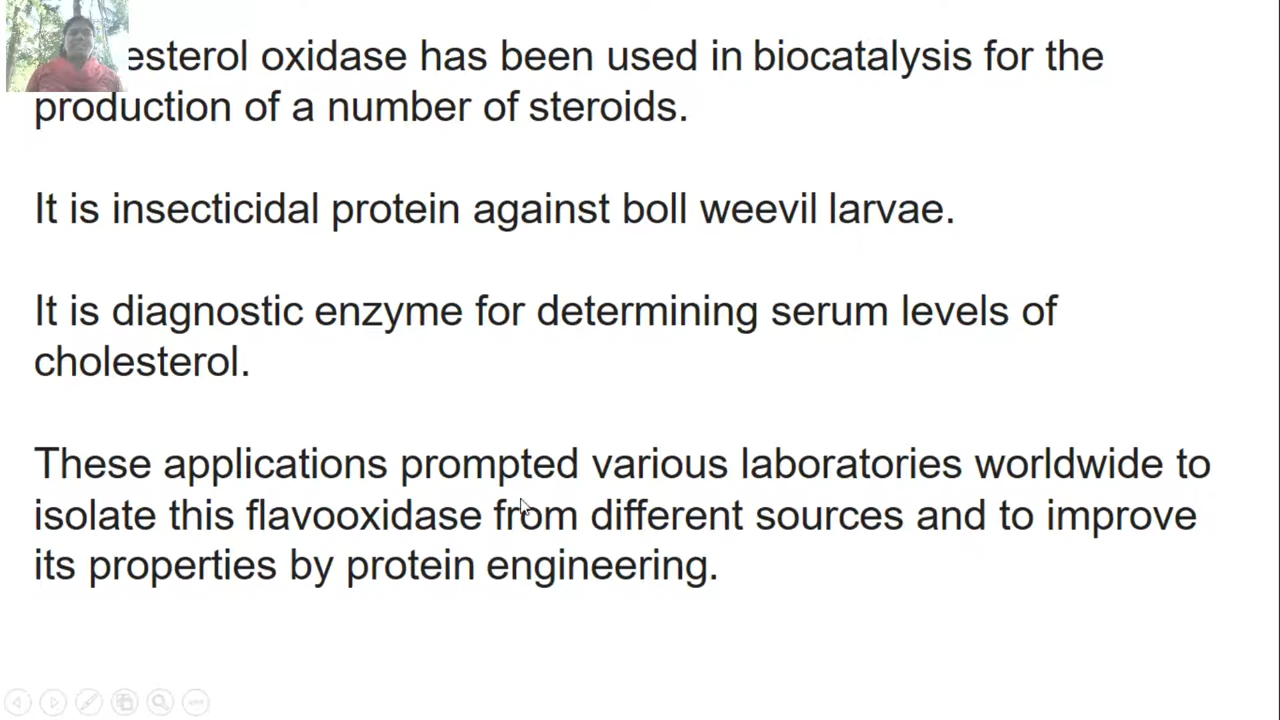 esterol oxidase has been used in biocatalysis for the
production of a number of steroids.
It is insecticidal protein against boll weevil larvae.
It is diagnostic enzyme for determining serum levels of
cholesterol.
These applications prompted various laboratories worldwide to
isolate this flavooxidase from different sources and to improve
its properties by protein engineering.